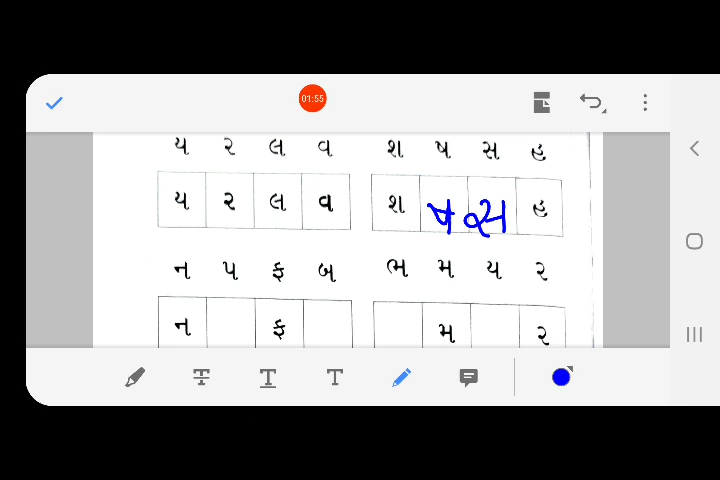 01:55
ય ર લ વ શ ષ સ હ
ય ર લ વ શ ષ સ હ
ન પ ફ બ ભ મ ય ર
ન ફ મ ર
T T T